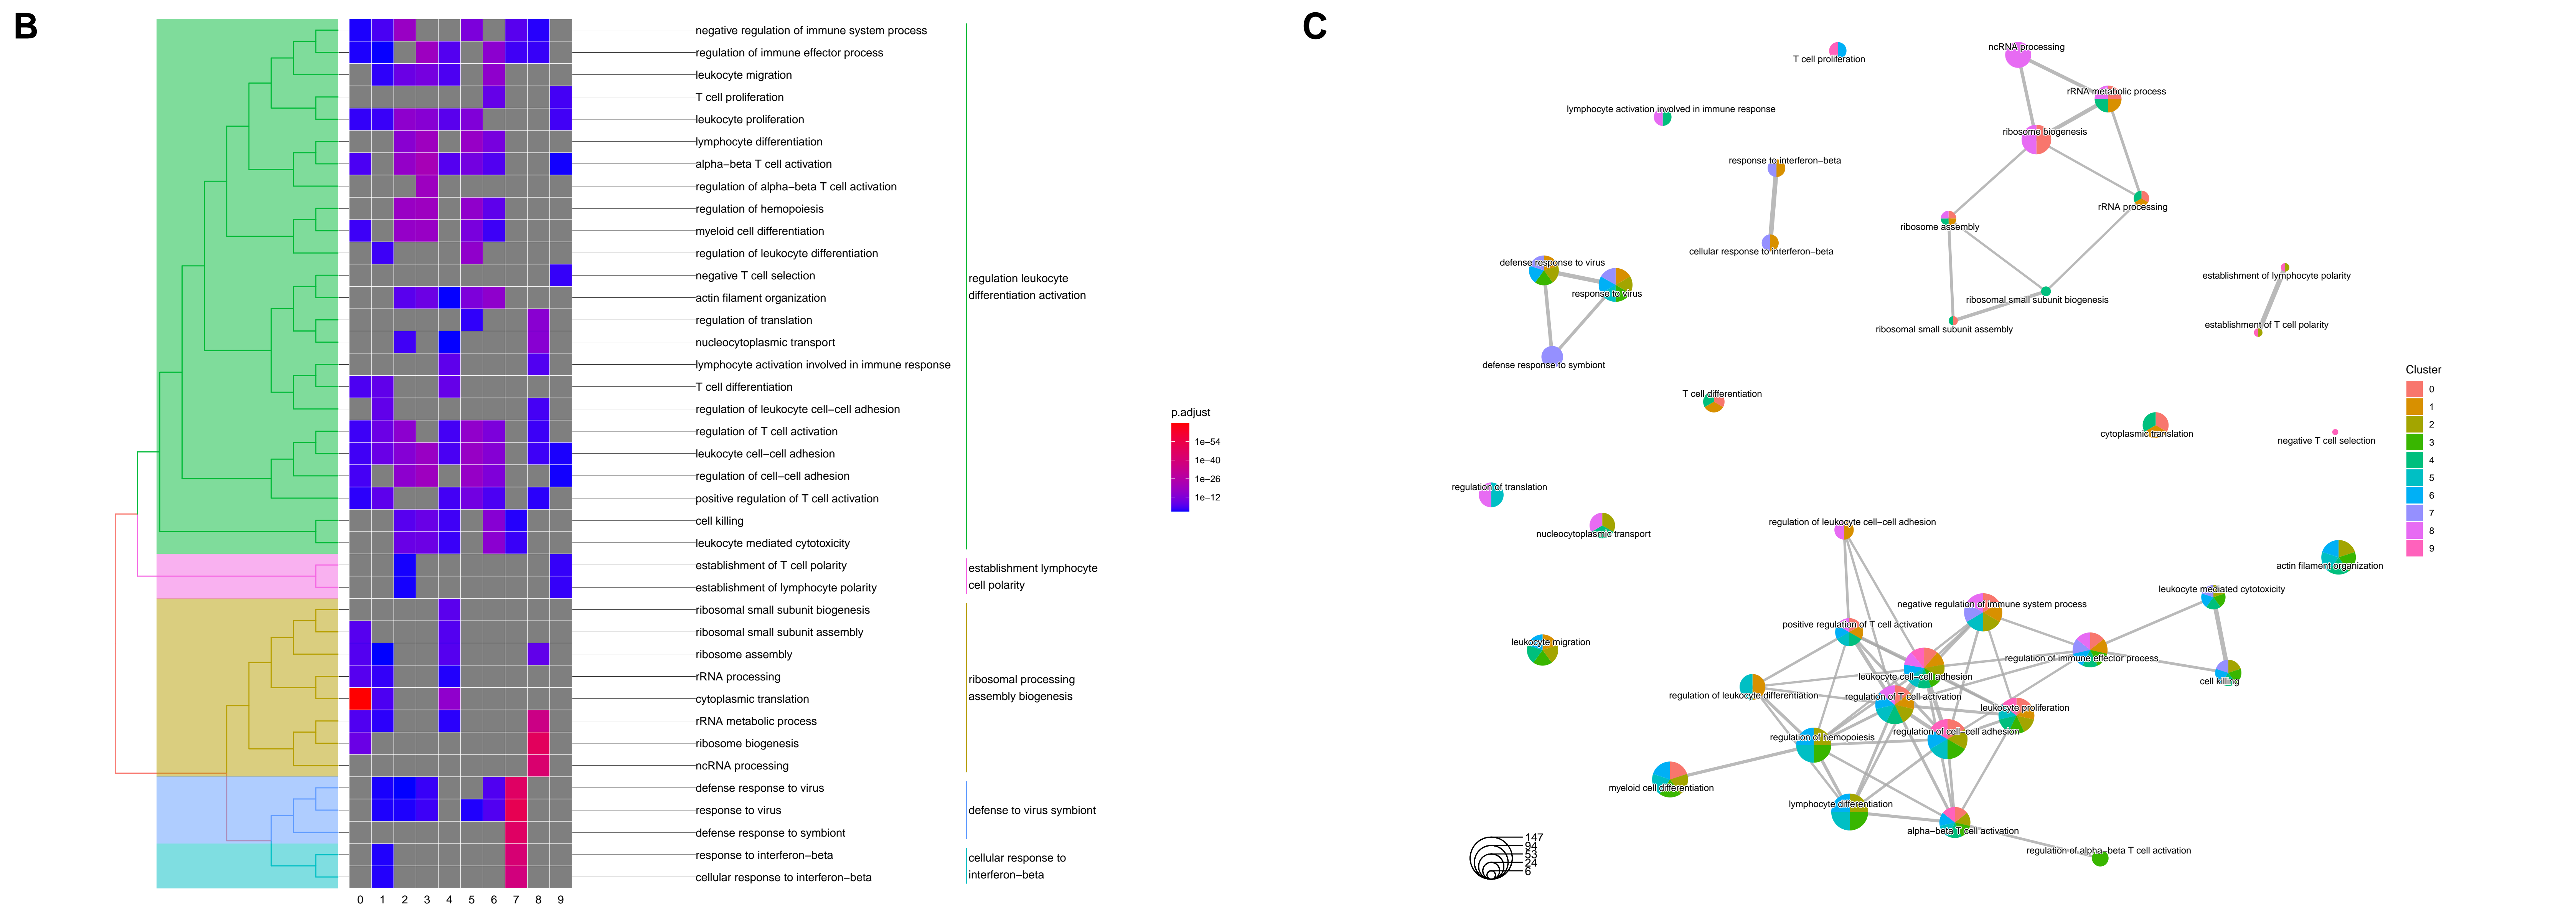 B
negative regulation of immune system process
regulation of immune effector process
leukocyte migration
T cell proliferation
leukocyte proliferation
lymphocyte differentiation
alpha−beta T cell activation
regulation of alpha−beta T cell activation
regulation of hemopoiesis
myeloid cell differentiation
regulation of leukocyte differentiation
negative T cell selection
actin filament organization
regulation of translation
nucleocytoplasmic transport
lymphocyte activation involved in immune response
T cell differentiation
regulation of leukocyte cell−cell adhesion
regulation of T cell activation
leukocyte cell−cell adhesion
regulation of cell−cell adhesion
positive regulation of T cell activation
cell killing
leukocyte mediated cytotoxicity
establishment of T cell polarity
establishment of lymphocyte polarity
ribosomal small subunit biogenesis
ribosomal small subunit assembly
ribosome assembly
rRNA processing
cytoplasmic translation
rRNA metabolic process
ribosome biogenesis
ncRNA processing
defense response to virus
response to virus
defense response to symbiont
response to interferon−beta
cellular response to interferon−beta
0 1 2 3 4 5 6 7 8 9
regulation leukocyte
differentiation activation
establishment lymphocyte
cell polarity
ribosomal processing
assembly biogenesis
defense to virus symbiont
cellular response to
interferon−beta
p.adjust
1e−54
1e−40
1e−26
1e−12
C
ncRNA processing
T cell proliferation
rRNA metabolic process
lymphocyte activation involved in immune response
ribosome biogenesis
response to interferon−beta
rRNA processing
ribosome assembly
cellular response to interferon−beta
defense response to virus
establishment of lymphocyte polarity
response to virus
ribosomal small subunit biogenesis
establishment of T cell polarity
ribosomal small subunit assembly
defense response to symbiont
T cell differentiation
cytoplasmic translation
negative T cell selection
regulation of translation
regulation of leukocyte cell−cell adhesion
nucleocytoplasmic transport
actin filament organization
leukocyte mediated cytotoxicity
negative regulation of immune system process
positive regulation of T cell activation
leukocyte migration
regulation of immune effector process
leukocyte cell−cell adhesion
cell killing
regulation of leukocyte differentiation
regulation of T cell activation
leukocyte proliferation
regulation of cell−cell adhesion
regulation of hemopoiesis
myeloid cell differentiation
lymphocyte differentiation
alpha−beta T cell activation
regulation of alpha−beta T cell activation
147
94
53
24
6
Cluster
0
1
2
3
4
5
6
7
8
9